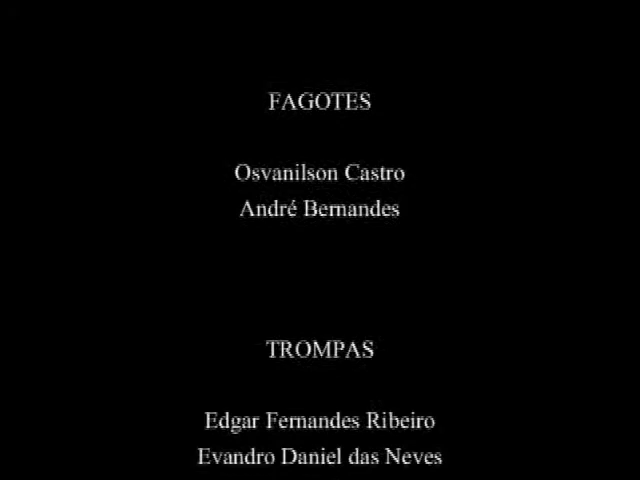 FAGOTES
Osvanilson Castro
André Bernandes
TROMPAS
Edgar Fernandes Ribeiro
Evandro Daniel das Neves